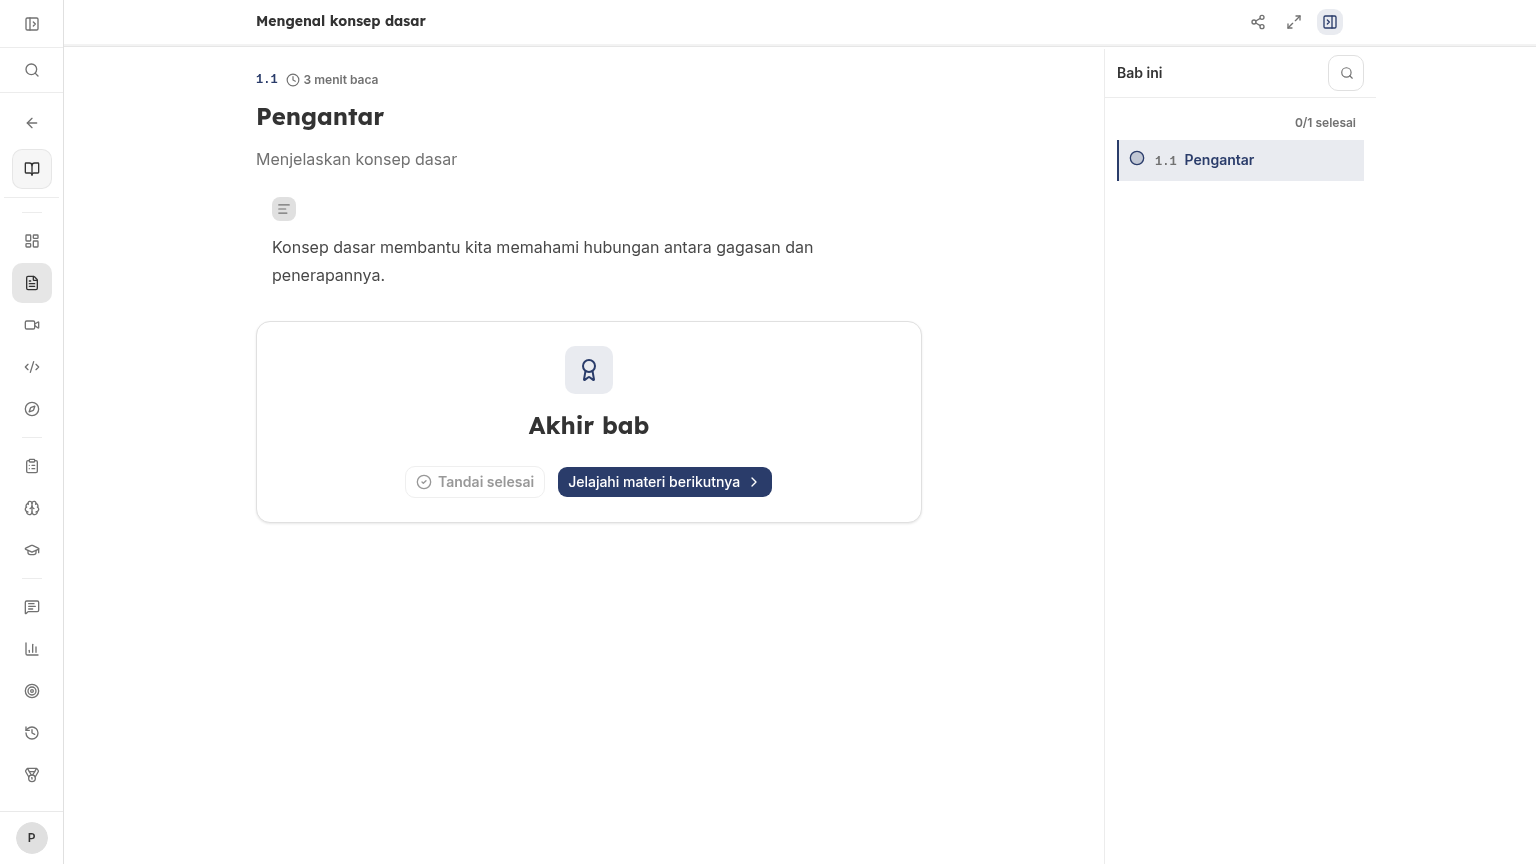 Mengenal konsep dasar
1.1 3 menit baca
Pengantar
Menjelaskan konsep dasar
Konsep dasar membantu kita memahami hubungan antara gagasan dan
penerapannya.
Akhir bab
Tandai selesai
Jelajahi materi berikutnya
Bab ini
0/1 selesai
1.1 Pengantar
P